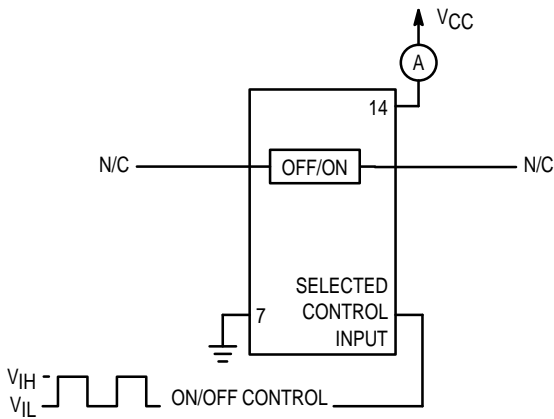 VCC
A
14
N/C
OFF/ON
N/C
SELECTED
7
CONTROL
INPUT
VIH
VIL
ON/OFF CONTROL